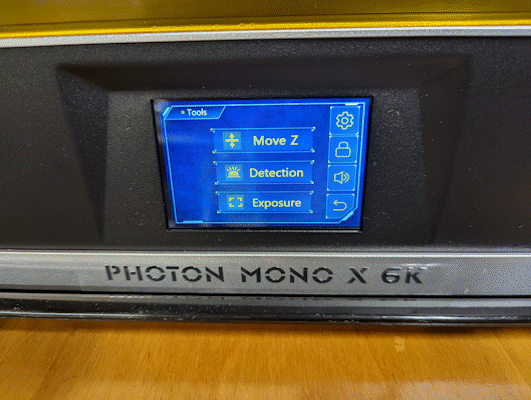 Tools
Move Z
Detection
Exposure
PHOTON MONO X 6K